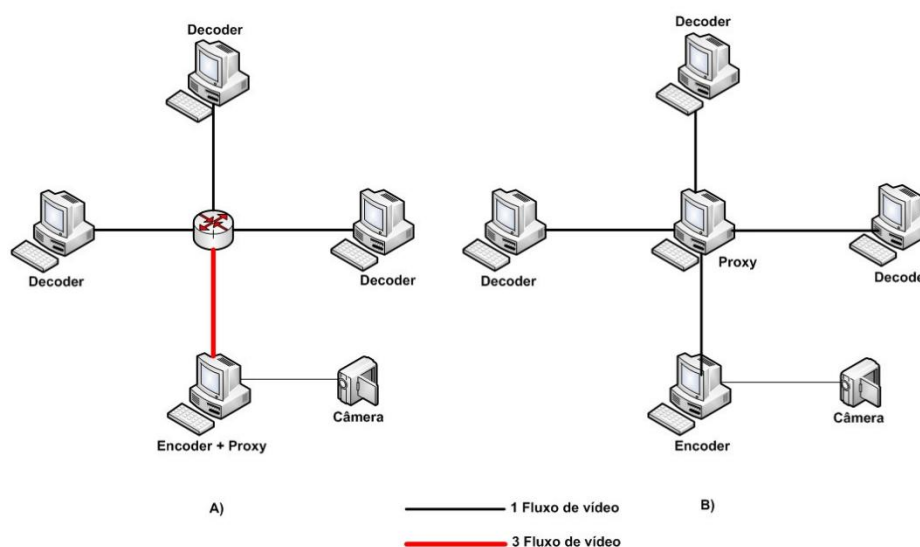 Decoder
Decoder
Decoder
Encoder + Proxy
Câmera
A)
Decoder
Decoder
Proxy
Decode
Encoder
Câmera
B)
1 Fluxo de vídeo
3 Fluxo de vídeo